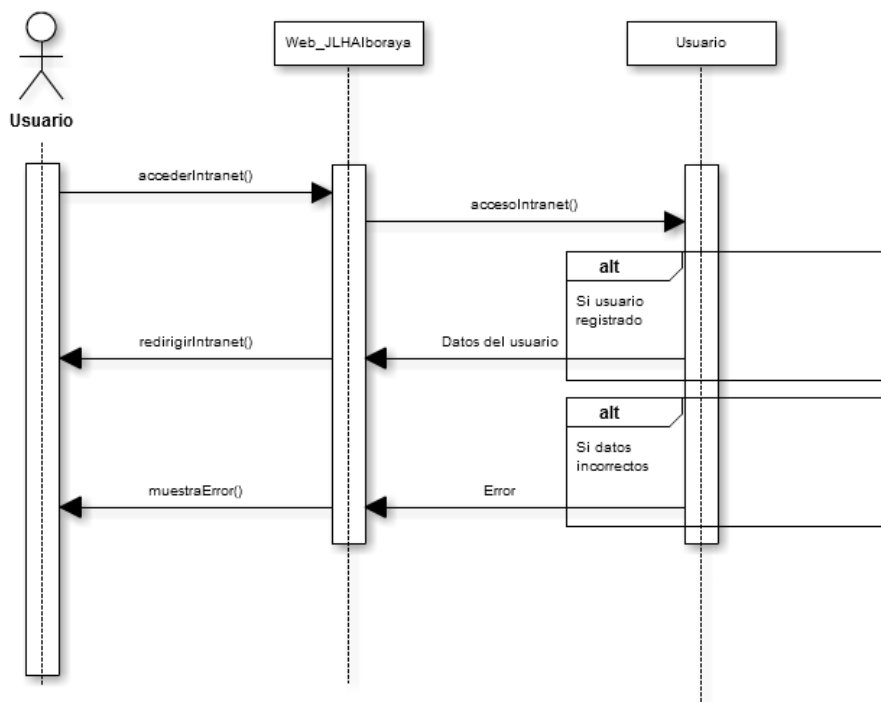 Web_JLHAlboraya
Usuario
Usuario
accederIntranet()
accesoIntranet()
alt
Si usuario
registrado
redirigirIntranet()
Datos del usuario
alt
Si datos
incorrectos
muestraError()
Error